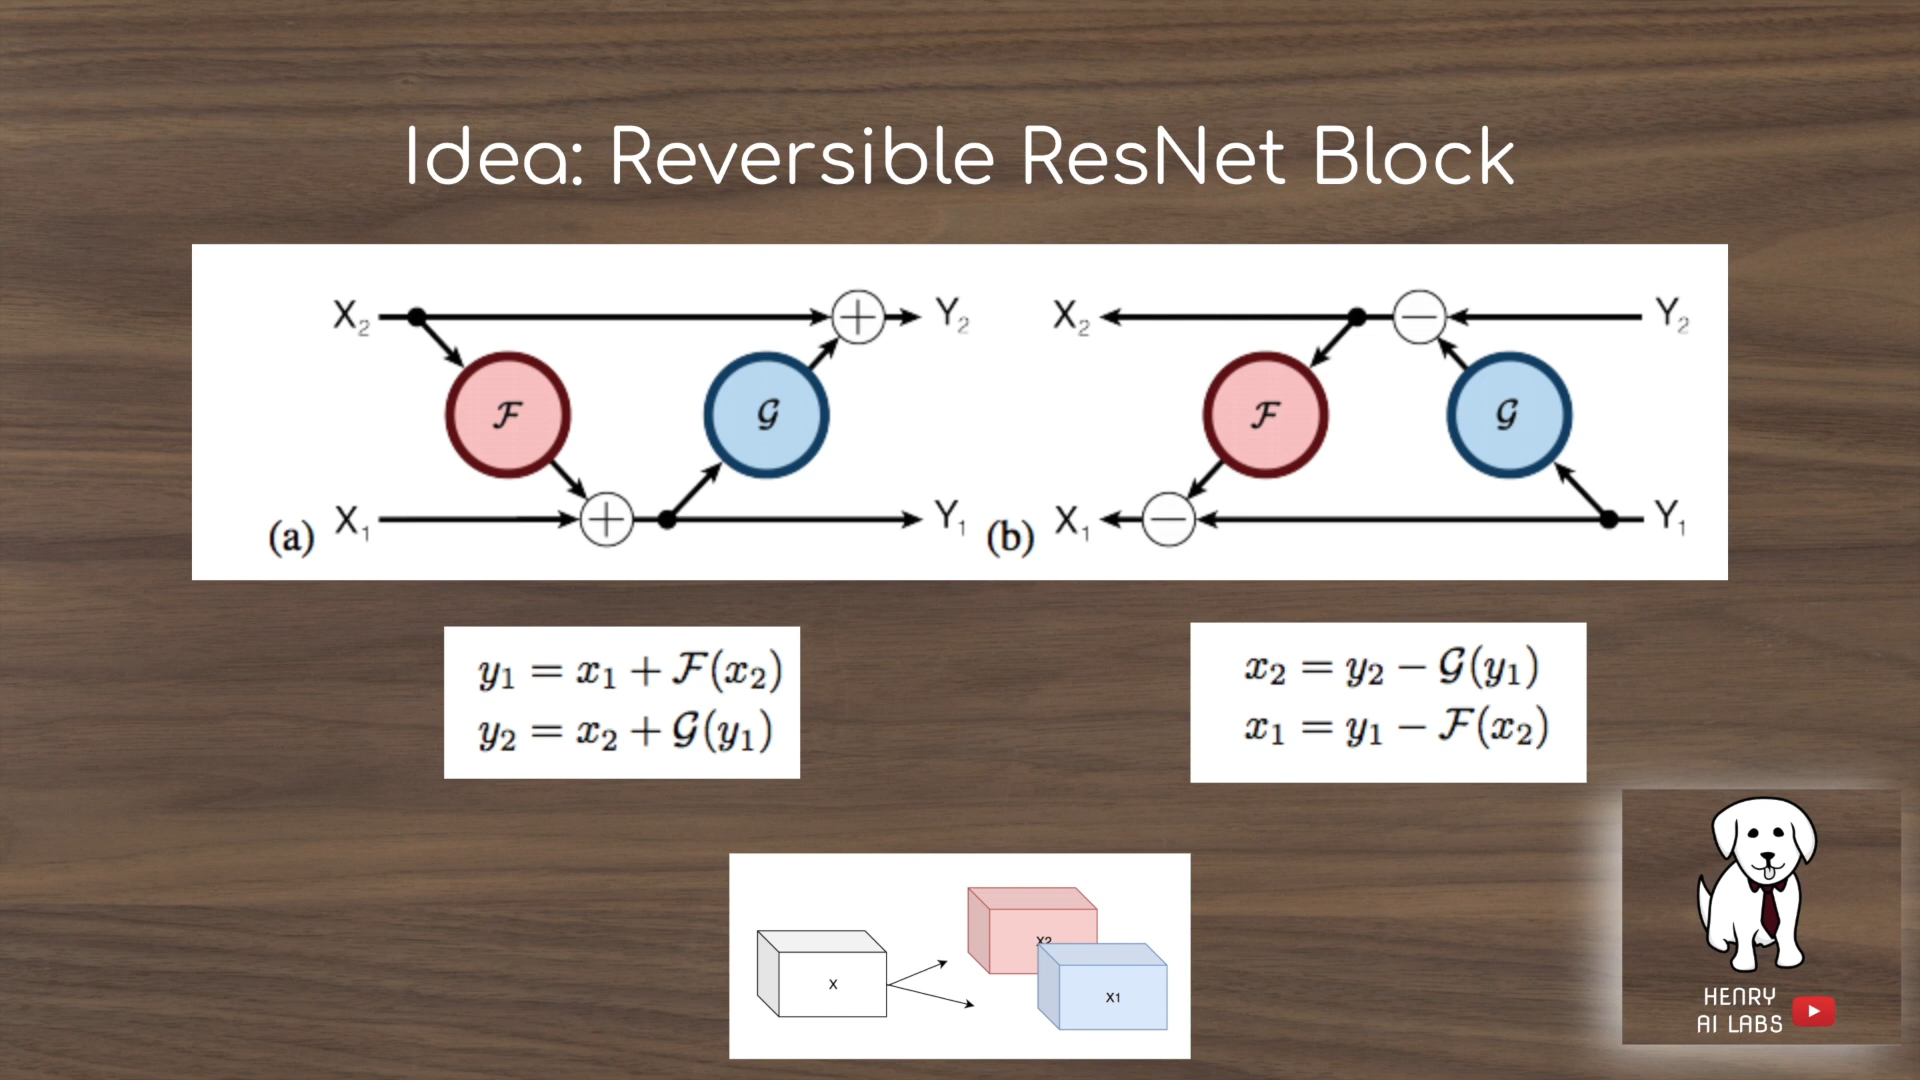 Idea: Reversible ResNet Block
X₂ Y₂ X₂ Y₂
ℱ 𝒢 ℱ 𝒢
(a) X₁ Y₁ (b) X₁ Y₁
y₁ = x₁ + ℱ(x₂)
y₂ = x₂ + 𝒢(y₁)
x₂ = y₂ − 𝒢(y₁)
x₁ = y₁ − ℱ(x₂)
X2
X
X1
HENRY
AI LABS